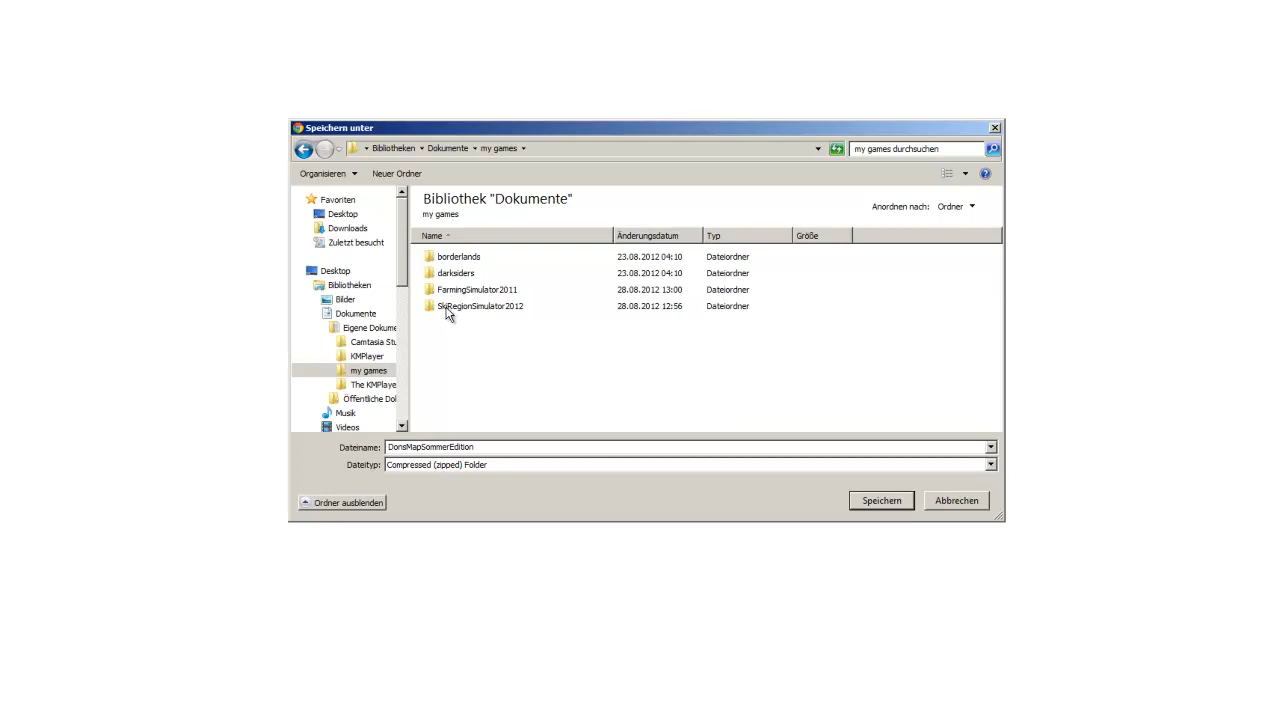 Speichern unter
Bibliotheken Dokumente my games
my games durchsuchen
Organisieren Neuer Ordner
Favoriten
Desktop
Downloads
Zuletzt besucht
Desktop
Bibliotheken
Bilder
Dokumente
Eigene Dokume
Camtasia Stu
KMPlayer
my games
The KMPlaye
Öffentliche Dol
Musik
Videos
Bibliothek "Dokumente"
my games
Anordnen nach: Ordner
Name Änderungsdatum Typ Größe
borderlands 23.08.2012 04:10 Dateiordner
darksiders 23.08.2012 04:10 Dateiordner
FarmingSimulator2011 28.08.2012 13:00 Dateiordner
SkiRegionSimulator2012 28.08.2012 12:56 Dateiordner
Dateiname: DonsMapSommerEdition
Dateityp: Compressed (zipped) Folder
Ordner ausblenden
Speichern Abbrechen